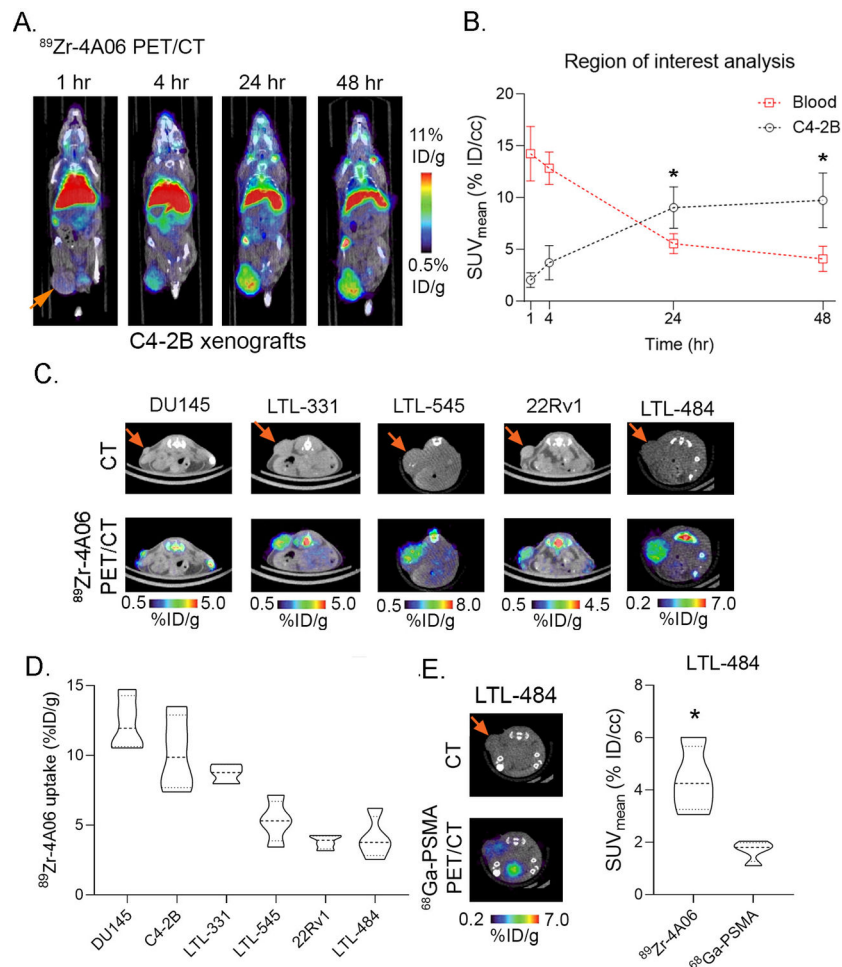 A.
⁸⁹Zr-4A06 PET/CT
1 hr 4 hr 24 hr 48 hr
11%
ID/g
0.5%
ID/g
C4-2B xenografts
B.
Region of interest analysis
Blood
C4-2B
SUVmean (% ID/cc)
20
15
10
5
0
* *
1 4 24 48
Time (hr)
C.
DU145 LTL-331 LTL-545 22Rv1 LTL-484
CT
⁸⁹Zr-4A06
PET/CT
0.5 5.0 0.5 5.0 0.5 8.0 0.5 4.5 0.2 7.0
%ID/g %ID/g %ID/g %ID/g %ID/g
D.
⁸⁹Zr-4A06 uptake (%ID/g)
15
10
5
0
DU145 C4-2B LTL-331 LTL-545 22Rv1 LTL-484
E.
LTL-484
CT
⁶⁸Ga-PSMA
PET/CT
0.2 7.0
%ID/g
LTL-484
SUVmean (% ID/cc)
8
6
4
2
0
*
⁸⁹Zr-4A06 ⁶⁸Ga-PSMA